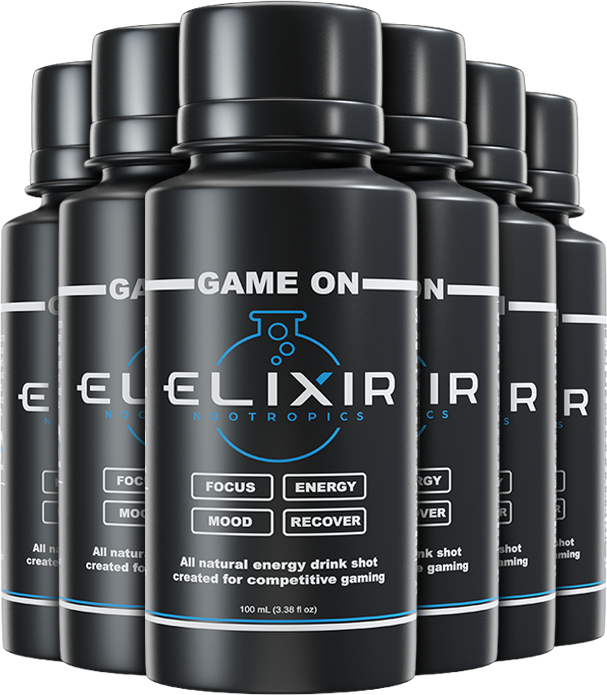 GAME ON
ELIXIR
NOOTROPICS
FOCUS ENERGY
MOOD RECOVER
All natural energy drink shot
created for competitive gaming
100 mL (3.38 fl oz)